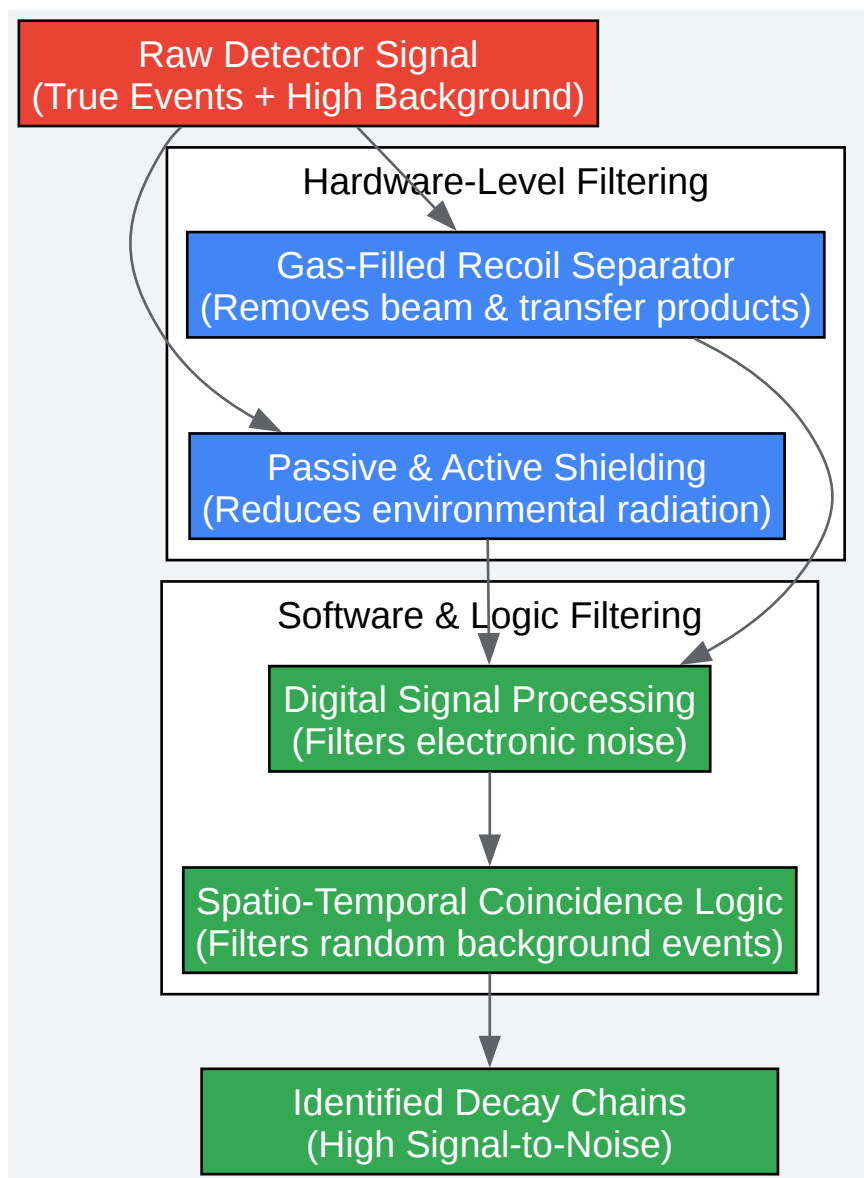 Raw Detector Signal
(True Events + High Background)
Hardware-Level Filtering
Gas-Filled Recoil Separator
(Removes beam & transfer products)
Passive & Active Shielding
(Reduces environmental radiation)
Software & Logic Filtering
Digital Signal Processing
(Filters electronic noise)
Spatio-Temporal Coincidence Logic
(Filters random background events)
Identified Decay Chains
(High Signal-to-Noise)